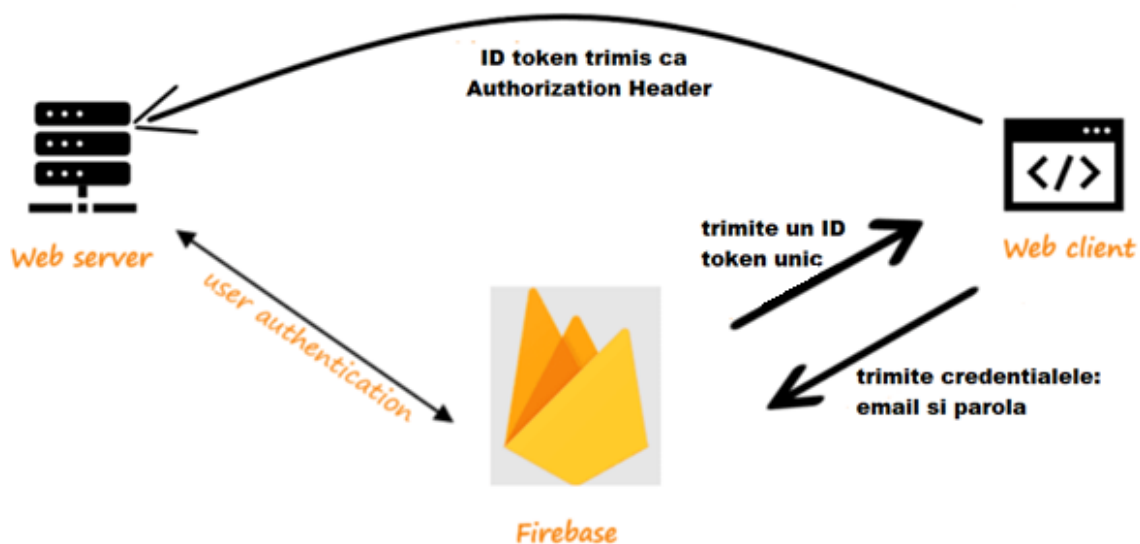 ID token trimis ca
Authorization Header
Web server
Web client
trimite un ID
token unic
user authentication
trimite credentialele:
email si parola
Firebase